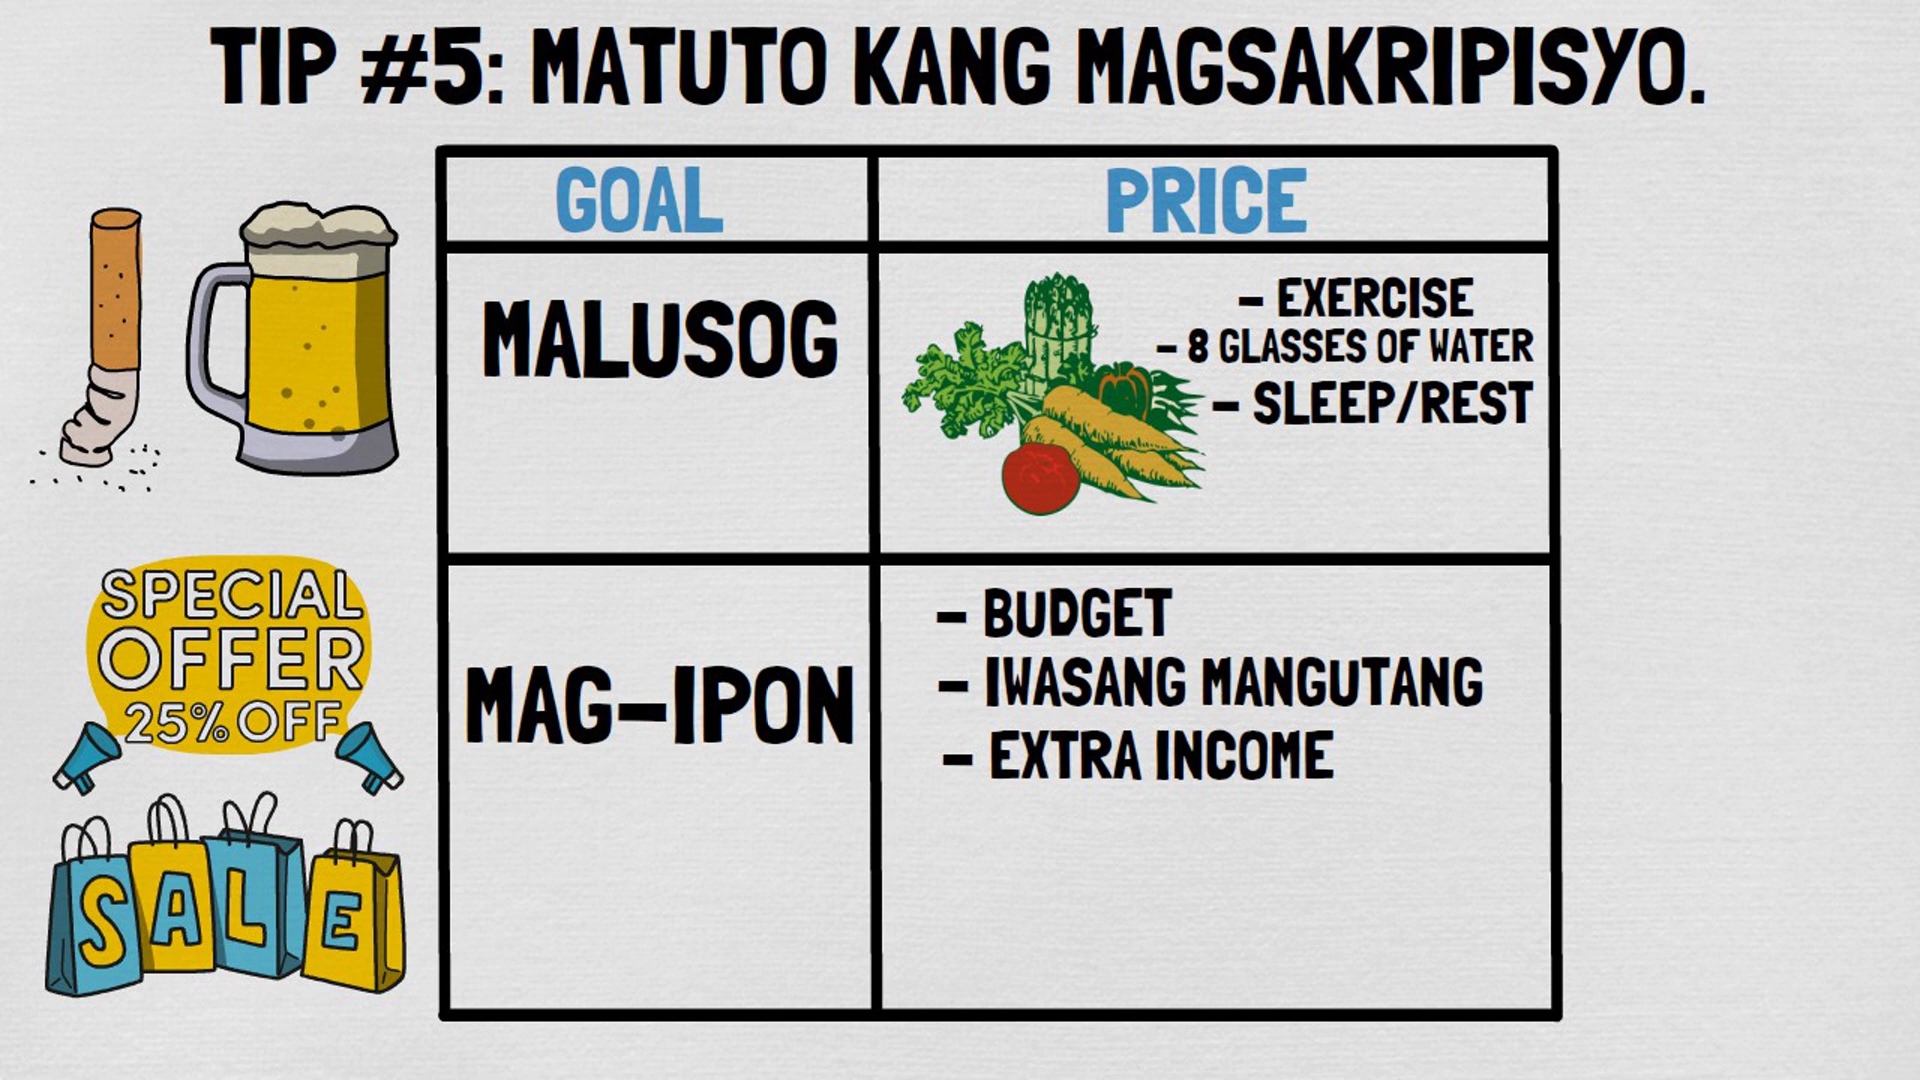 TIP #5: MATUTO KANG MAGSAKRIPISYO.
GOAL
PRICE
MALUSOG
- EXERCISE
- 8 GLASSES OF WATER
- SLEEP/REST
MAG-IPON
- BUDGET
- IWASANG MANGUTANG
- EXTRA INCOME
SPECIAL
OFFER
25% OFF
SALE